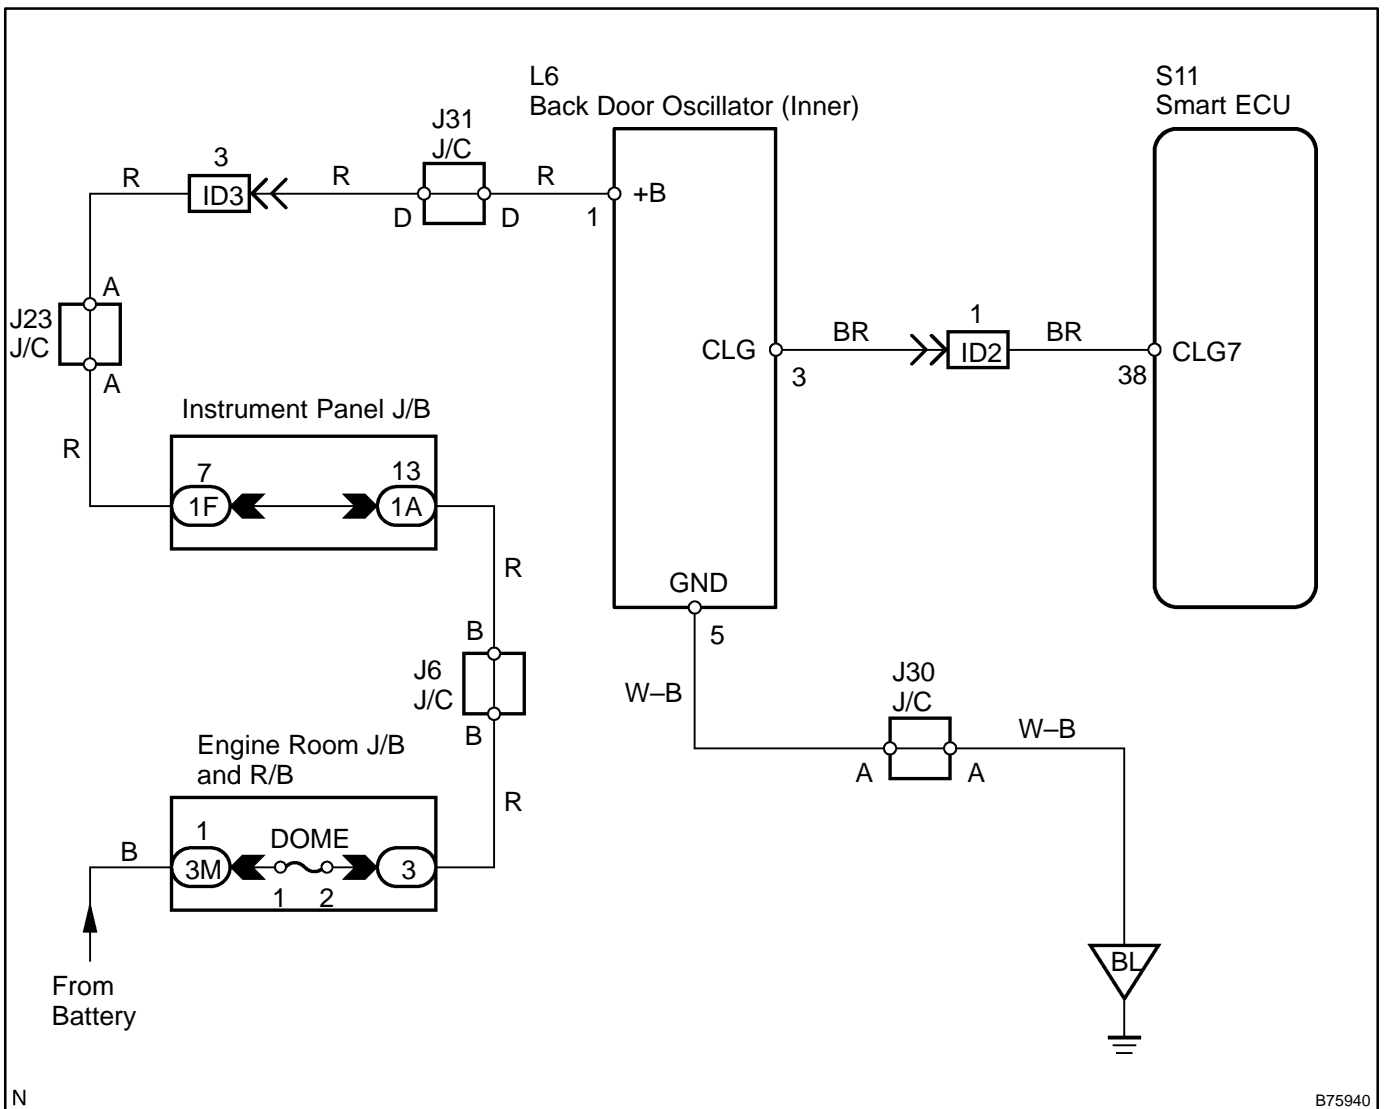 L6
Back Door Oscillator (Inner)
S11
Smart ECU
J31
J/C
3
R
ID3
R
R
+B
D
D
1
A
J23
J/C
A
1
BR
BR
CLG
ID2
CLG7
3
38
Instrument Panel J/B
R
7
13
1F
1A
R
GND
5
B
J6
J/C
B
W–B
J30
J/C
W–B
A
A
Engine Room J/B
and R/B
R
1
DOME
B
3M
3
1
2
BL
From
Battery
N
B75940